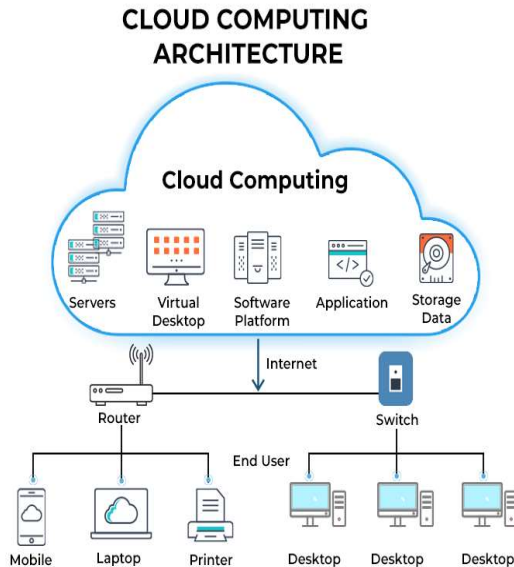 CLOUD COMPUTING
ARCHITECTURE
Cloud Computing
Servers
Virtual
Desktop
Software
Platform
Application
Storage
Data
Internet
Router
Switch
End User
Mobile
Laptop
Printer
Desktop
Desktop
Desktop